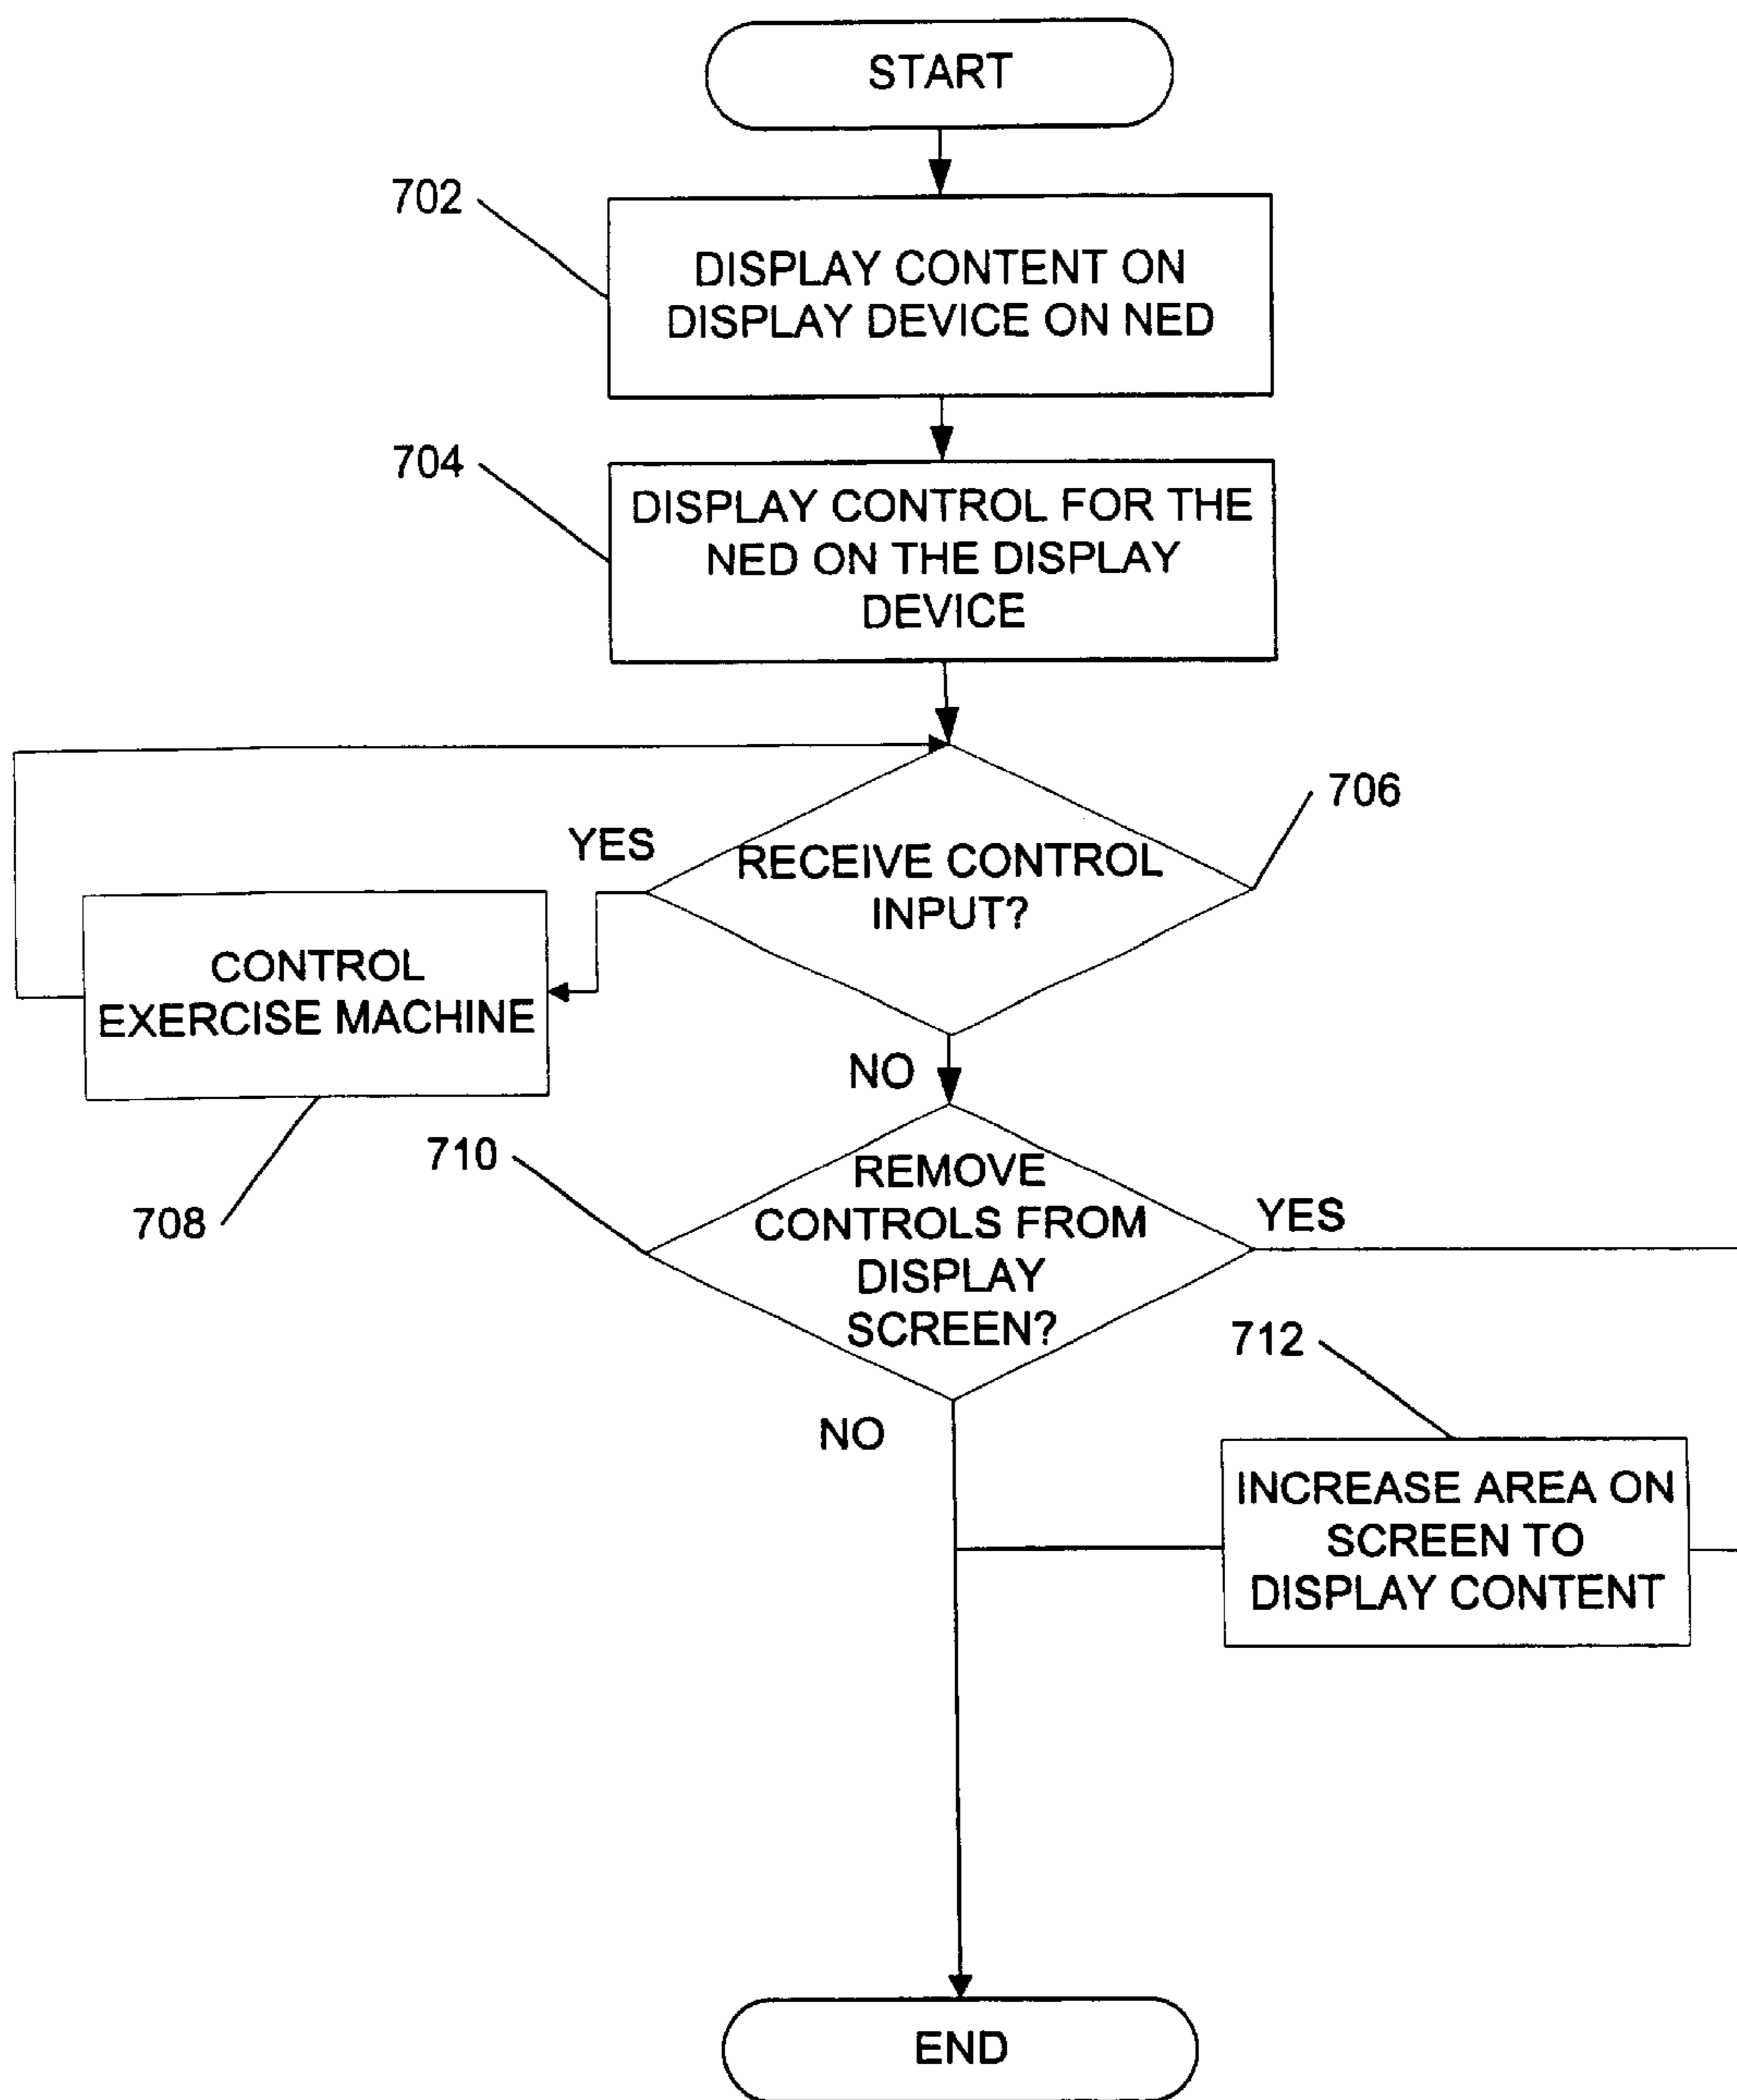 START
702
DISPLAY CONTENT ON
DISPLAY DEVICE ON NED
704
DISPLAY CONTROL FOR THE
NED ON THE DISPLAY
DEVICE
706
YES
RECEIVE CONTROL
INPUT?
CONTROL
EXERCISE MACHINE
708
NO
710
REMOVE
CONTROLS FROM
DISPLAY
SCREEN?
YES
712
NO
INCREASE AREA ON
SCREEN TO
DISPLAY CONTENT
END